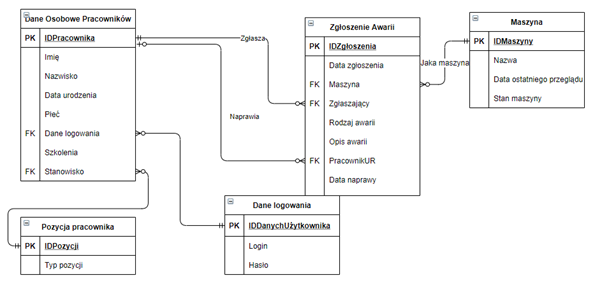 Dane Osobowe Pracowników
PK IDPracownika
Imię
Nazwisko
Data urodzenia
Płeć
FK Dane logowania
Szkolenia
FK Stanowisko
Zgłasza
Naprawia
Zgłoszenie Awarii
PK IDZgłoszenia
Data zgłoszenia
FK Maszyna
FK Zgłaszający
Rodzaj awarii
Opis awarii
FK PracownikUR
Data naprawy
Jaka maszyna
Maszyna
PK IDMaszyny
Nazwa
Data ostatniego przeglądu
Stan maszyny
Pozycja pracownika
PK IDPozycji
Typ pozycji
Dane logowania
PK IDDanychUżytkownika
Login
Hasło